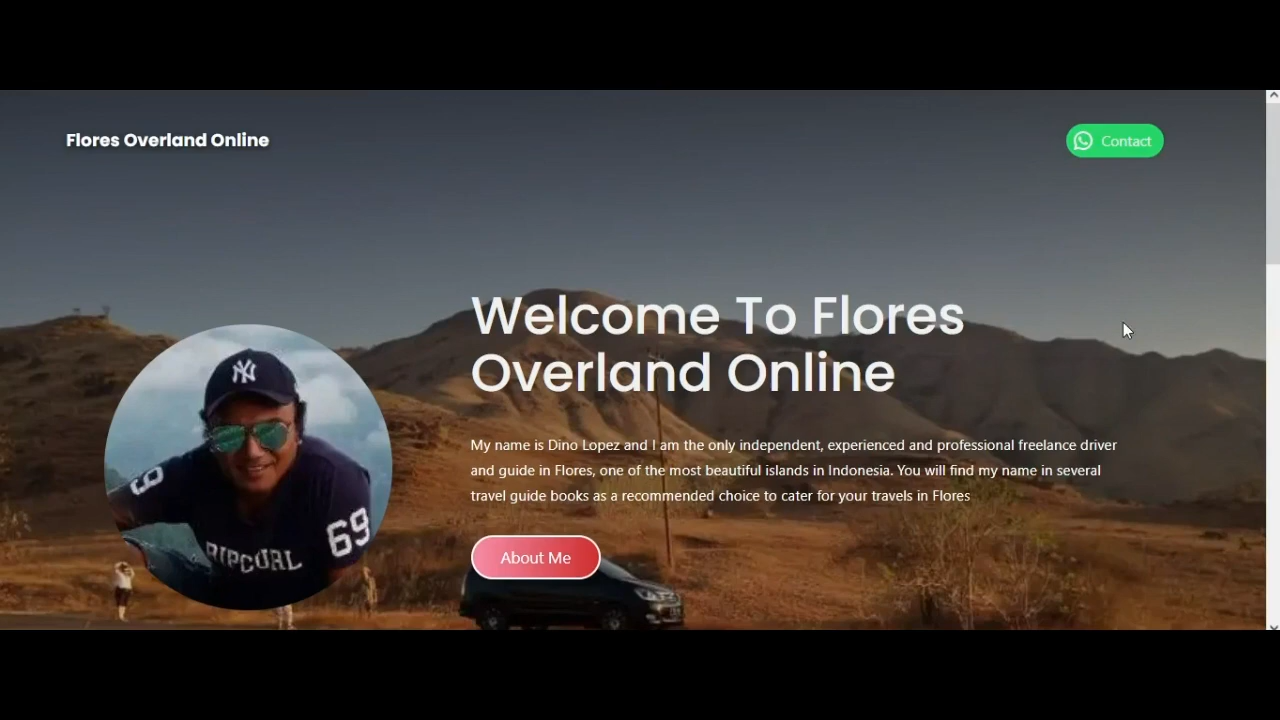 Flores Overland Online
Contact
Welcome To Flores
Overland Online
My name is Dino Lopez and I am the only independent, experienced and professional freelance driver
and guide in Flores, one of the most beautiful islands in Indonesia. You will find my name in several
travel guide books as a recommended choice to cater for your travels in Flores
About Me
NY
69
69
RIPCURL